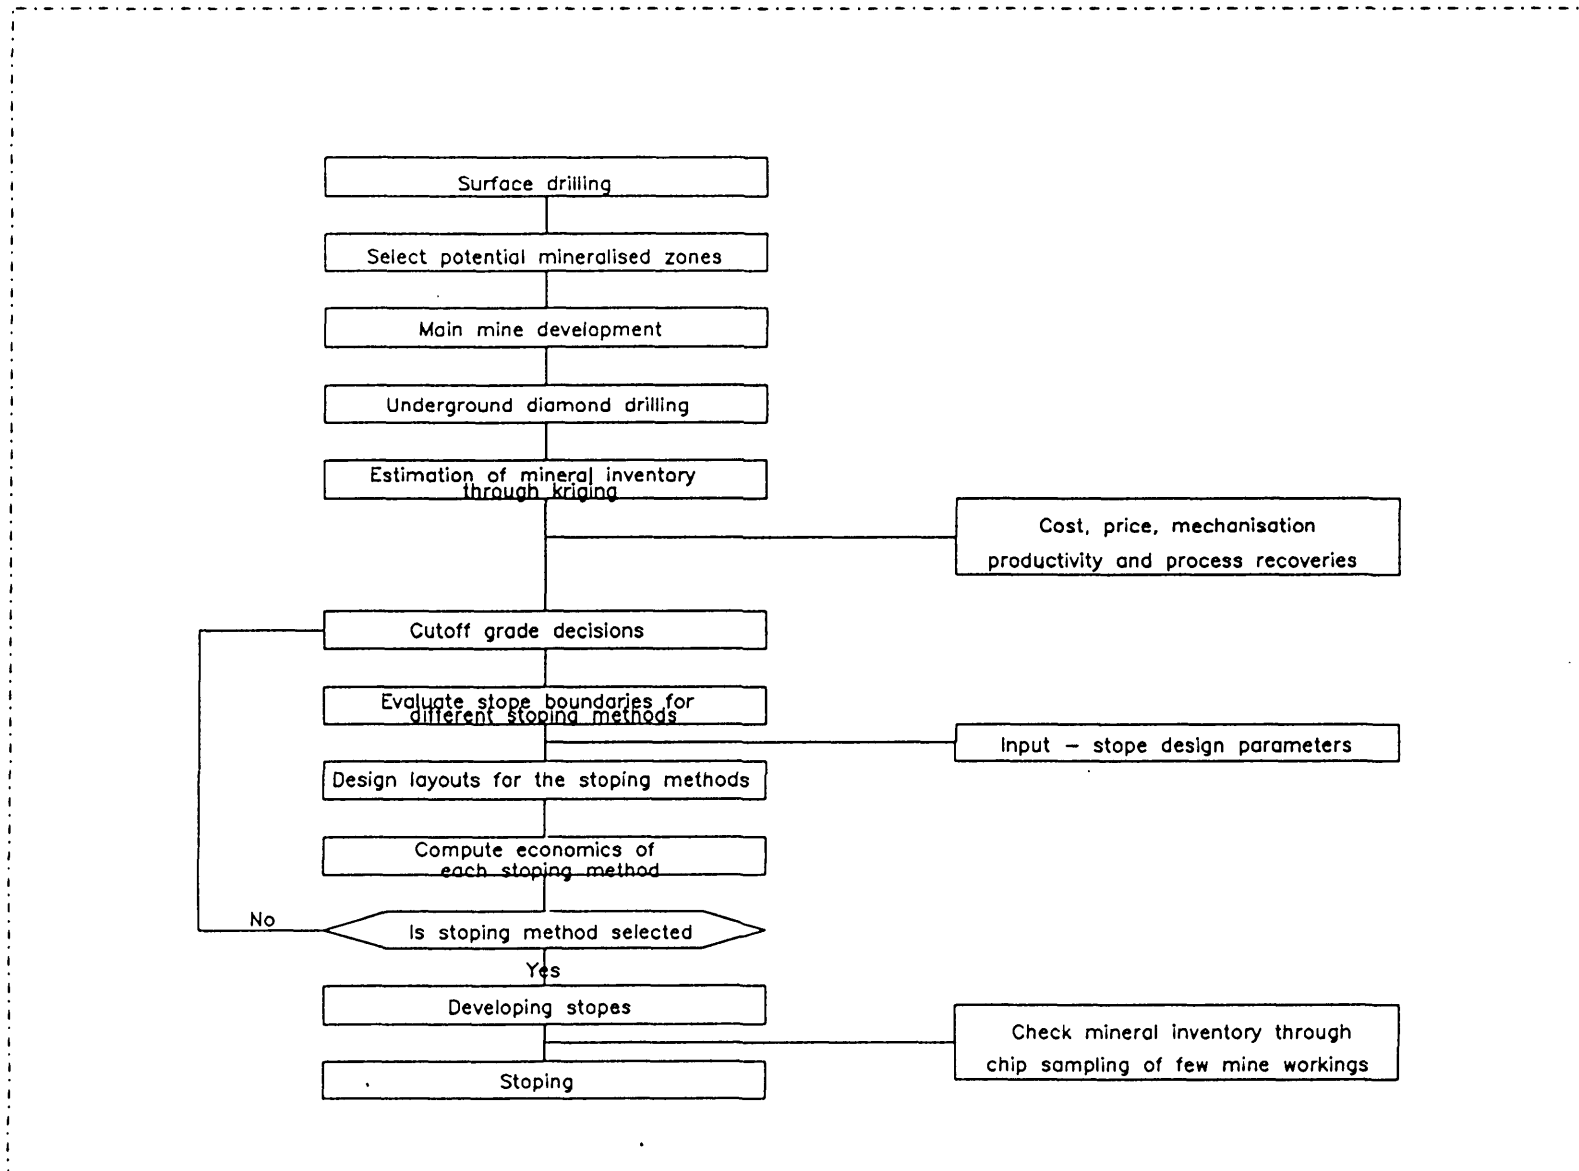 Surface drilling
Select potential mineralised zones
Main mine development
Underground diamond drilling
Estimation of mineral inventory
through kriging
Cost, price, mechanisation
productivity and process recoveries
Cutoff grade decisions
Evaluate stope boundaries for
different stoping methods
Input – stope design parameters
Design layouts for the stoping methods
Compute economics of
each stoping method
No
Is stoping method selected
Yes
Developing stopes
Check mineral inventory through
chip sampling of few mine workings
Stoping